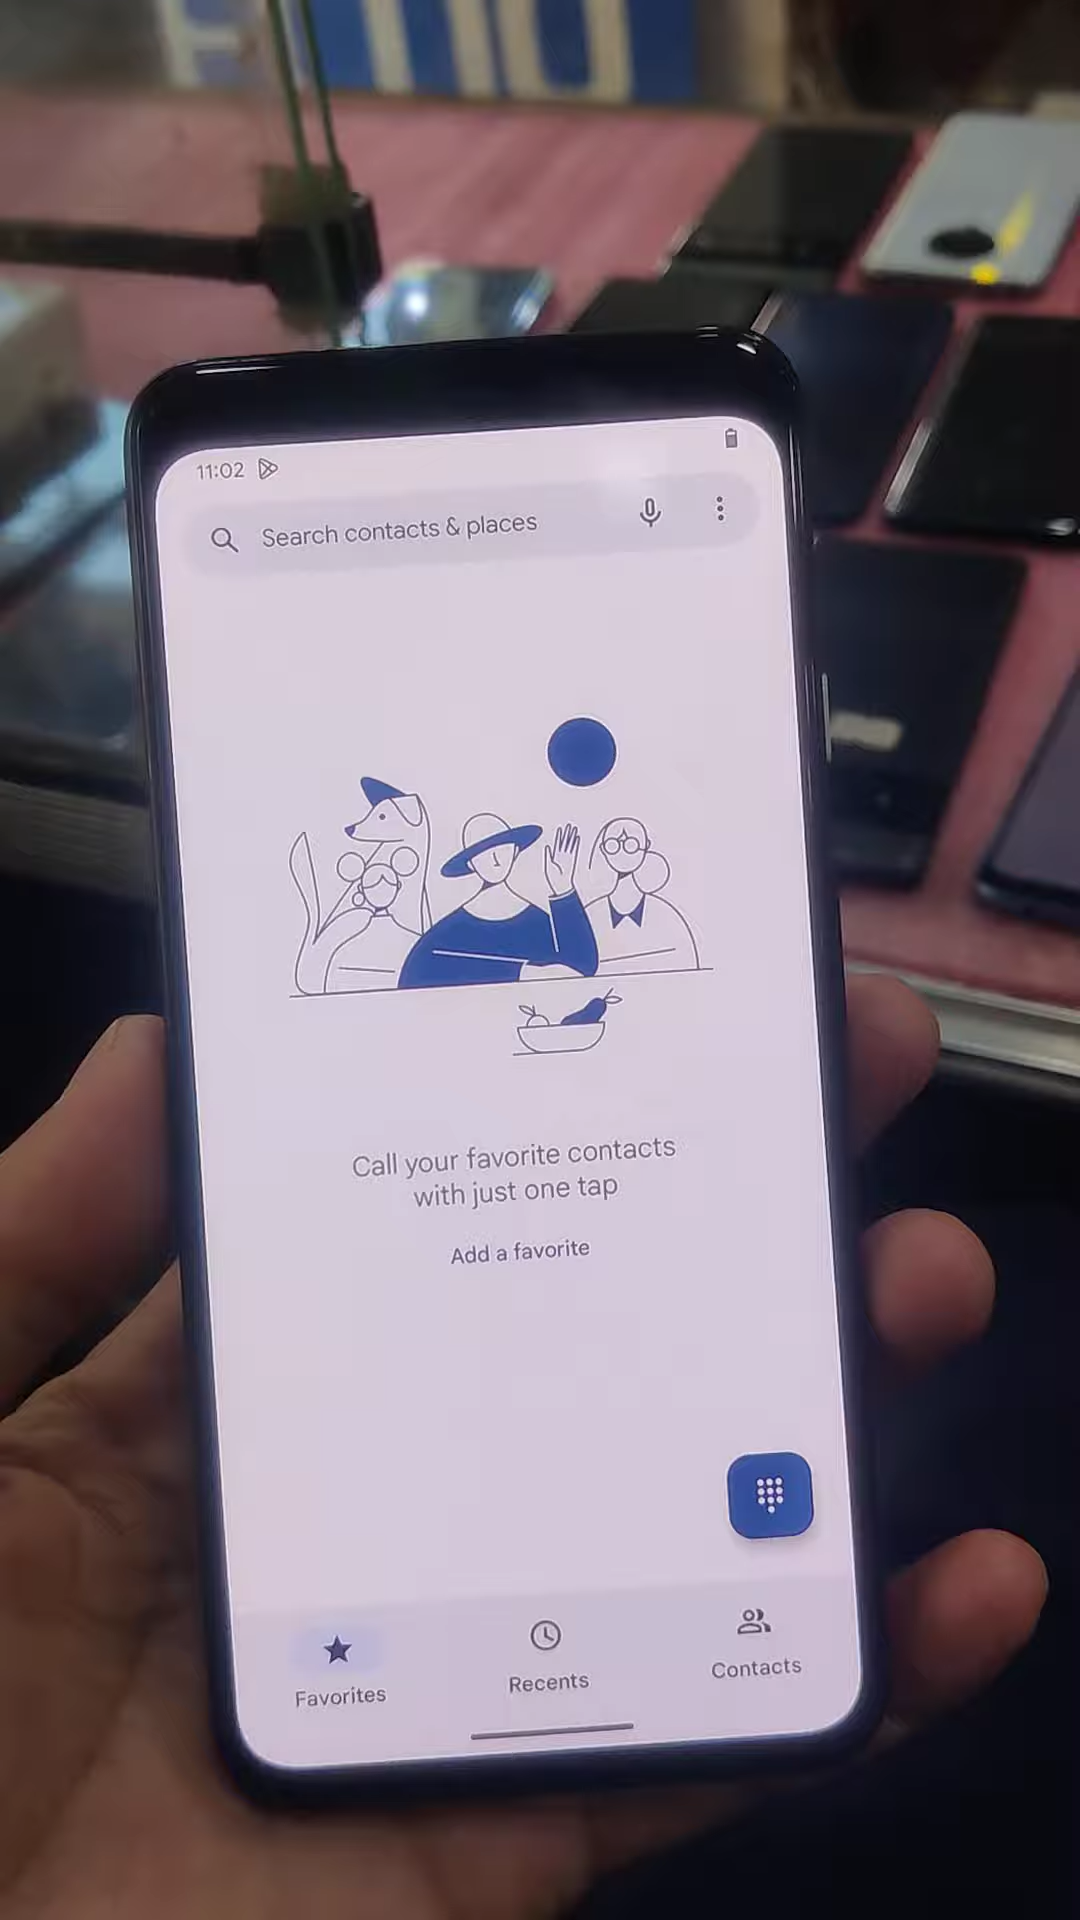 11:02
Search contacts & places
Call your favorite contacts
with just one tap
Add a favorite
Favorites
Recents
Contacts